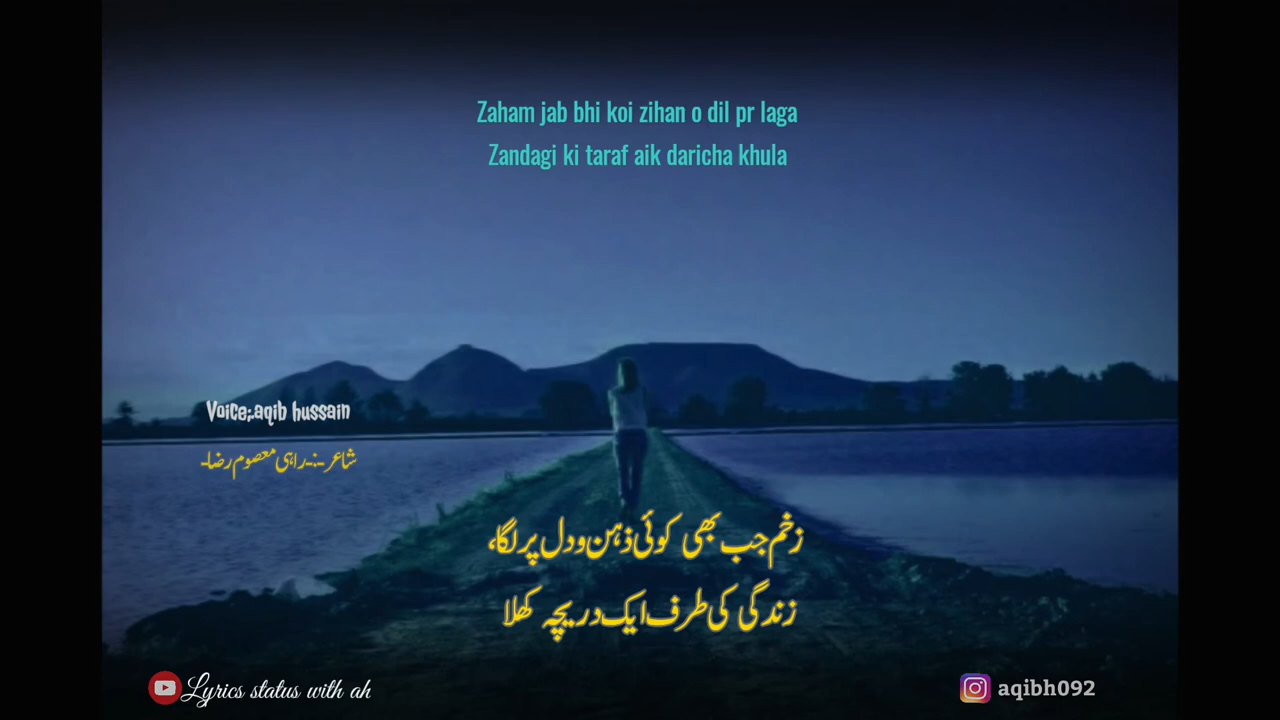 Zaham jab bhi koi zihan o dil pr laga
Zandagi ki taraf aik daricha khula
Voice;.aqib hussain
شاعر-:-راہی معصوم رضا-
زخم جب بھی کوئی ذہن و دل پر لگا،
زندگی کی طرف ایک دریچہ کھلا
Lyrics status with ah
aqibh092